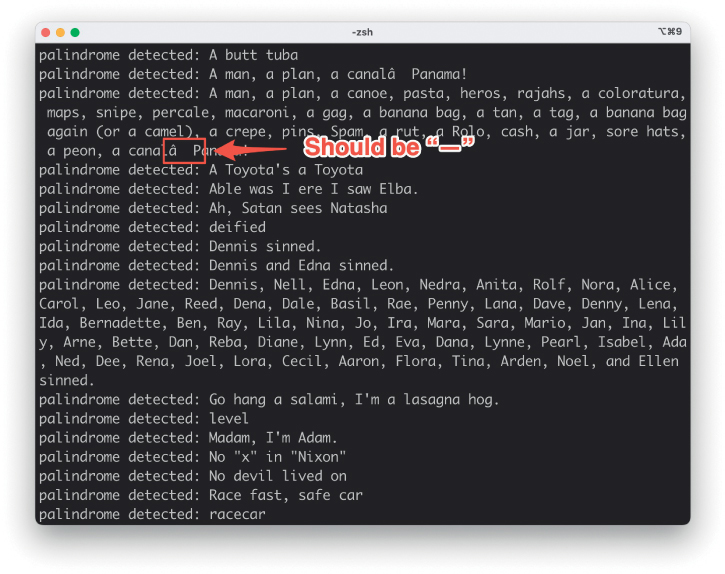 -zsh
⌥⌘9
palindrome detected: A butt tuba
palindrome detected: A man, a plan, a canalâ  Panama!
palindrome detected: A man, a plan, a canoe, pasta, heros, rajahs, a coloratura,
maps, snipe, percale, macaroni, a gag, a banana bag, a tan, a tag, a banana bag
again (or a camel), a crepe, pins, Spam, a rut, a Rolo, cash, a jar, sore hats,
a peon, a canalâ  Panama!
Should be “—”
palindrome detected: A Toyota's a Toyota
palindrome detected: Able was I ere I saw Elba.
palindrome detected: Ah, Satan sees Natasha
palindrome detected: deified
palindrome detected: Dennis sinned.
palindrome detected: Dennis and Edna sinned.
palindrome detected: Dennis, Nell, Edna, Leon, Nedra, Anita, Rolf, Nora, Alice,
Carol, Leo, Jane, Reed, Dena, Dale, Basil, Rae, Penny, Lana, Dave, Denny, Lena,
Ida, Bernadette, Ben, Ray, Lila, Nina, Jo, Ira, Mara, Sara, Mario, Jan, Ina, Lil
y, Arne, Bette, Dan, Reba, Diane, Lynn, Ed, Eva, Dana, Lynne, Pearl, Isabel, Ada
, Ned, Dee, Rena, Joel, Lora, Cecil, Aaron, Flora, Tina, Arden, Noel, and Ellen
sinned.
palindrome detected: Go hang a salami, I'm a lasagna hog.
palindrome detected: level
palindrome detected: Madam, I'm Adam.
palindrome detected: No "x" in "Nixon"
palindrome detected: No devil lived on
palindrome detected: Race fast, safe car
palindrome detected: racecar